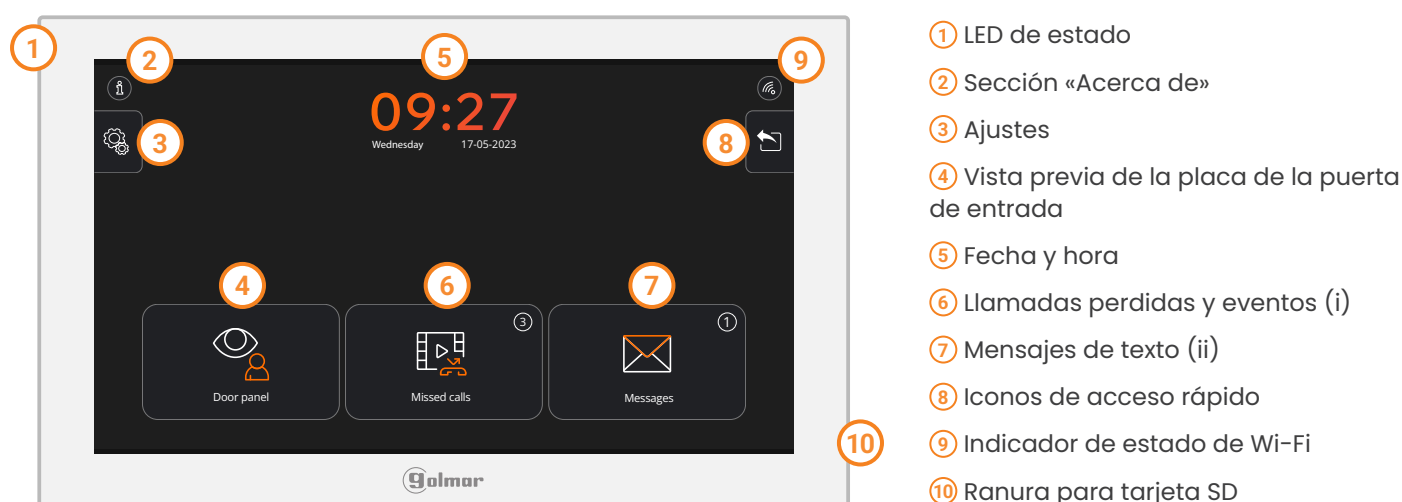 1
2
5
9
09:27
Wednesday 17-05-2023
3
8
4
6
7
3
1
Door panel
Missed calls
Messages
10
golmar
1 LED de estado
2 Sección «Acerca de»
3 Ajustes
4 Vista previa de la placa de la puerta
de entrada
5 Fecha y hora
6 Llamadas perdidas y eventos (i)
7 Mensajes de texto (ii)
8 Iconos de acceso rápido
9 Indicador de estado de Wi-Fi
10 Ranura para tarjeta SD